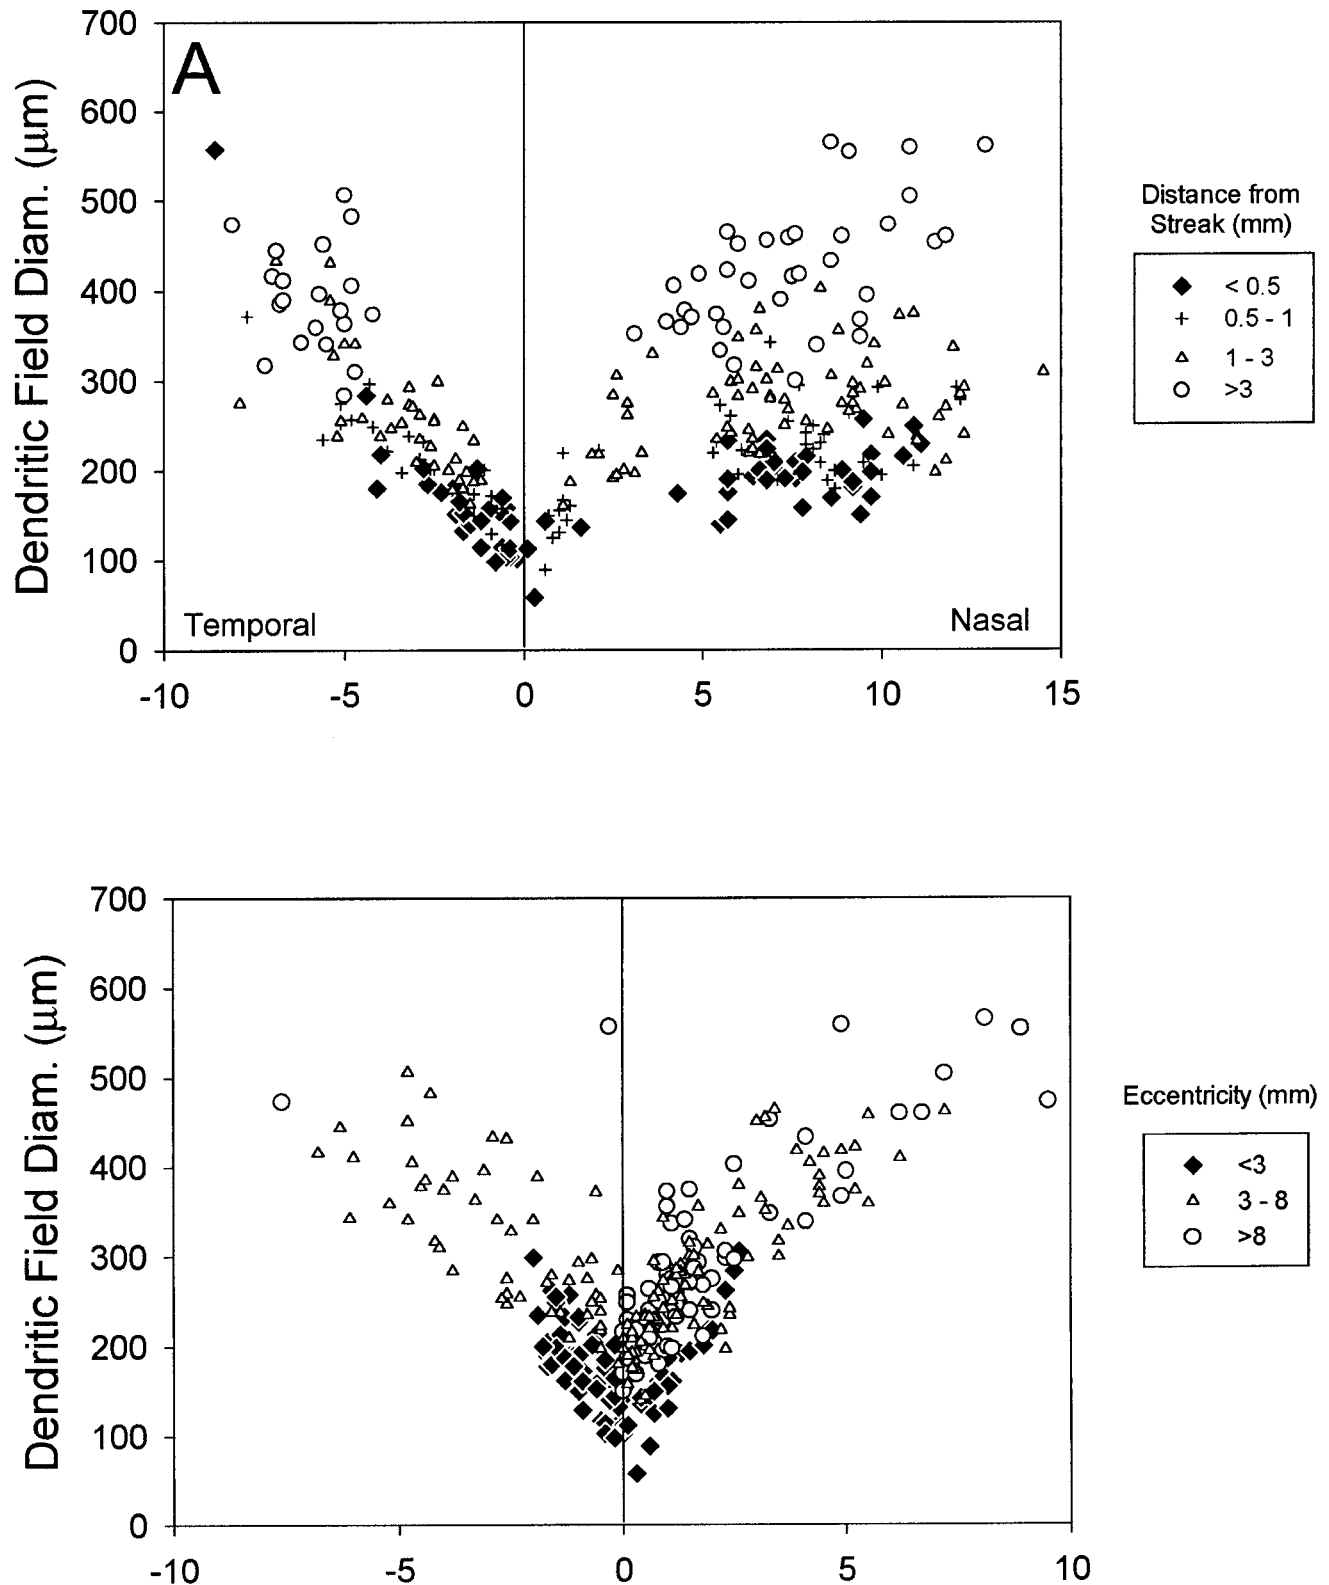 A
700
600
500
400
300
200
100
0
Dendritic Field Diam. (μm)
Temporal
Nasal
-10
-5
0
5
10
15
Distance from
Streak (mm)
< 0.5
0.5 - 1
1 - 3
>3
700
600
500
400
300
200
100
0
Dendritic Field Diam. (μm)
-10
-5
0
5
10
Eccentricity (mm)
<3
3 - 8
>8